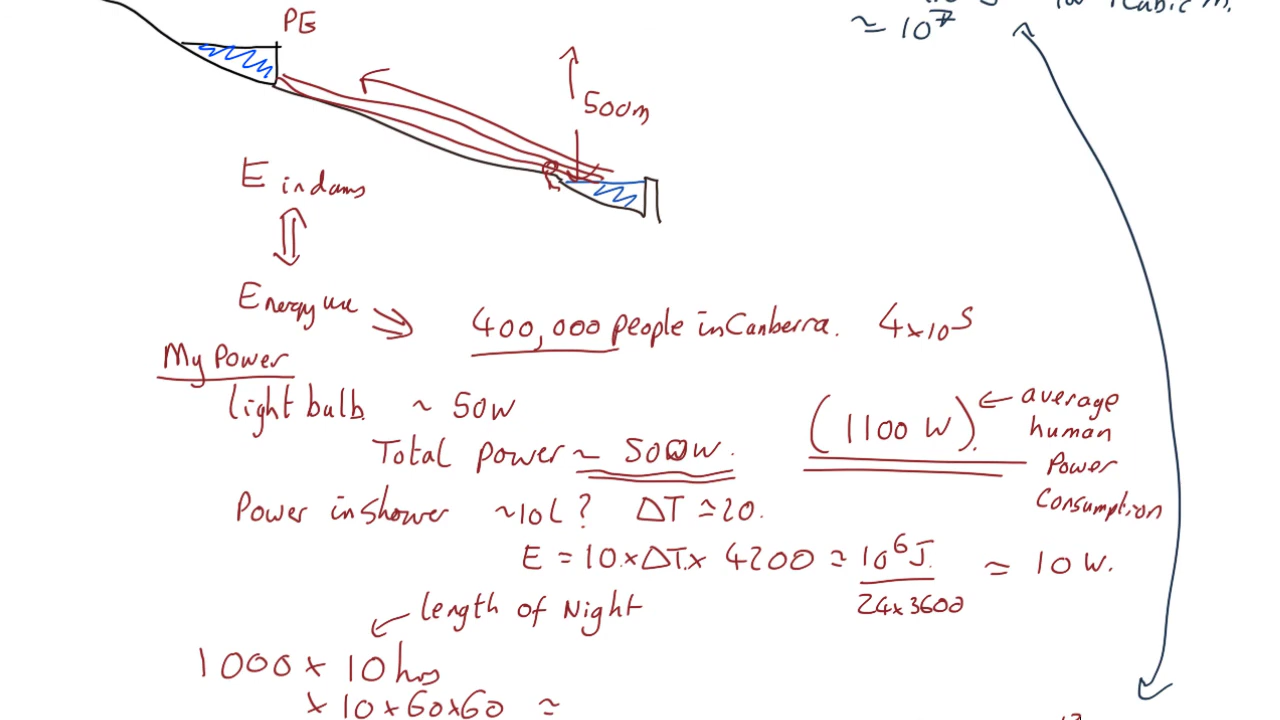 PE
≃ 10⁷
500m
E in dams
Energy use → 400,000 people in Canberra. 4×10⁵
My Power
light bulb ~ 50W
(1100 W) ← average human Power Consumption
Total power ~ 500W.
Power in shower ~10L? ΔT ≃20.
E = 10×ΔT× 4200 ≃ 10⁶J. / 24×3600 ≃ 10 W.
← length of Night
1000 × 10 hrs
× 10 × 60×60 ≃